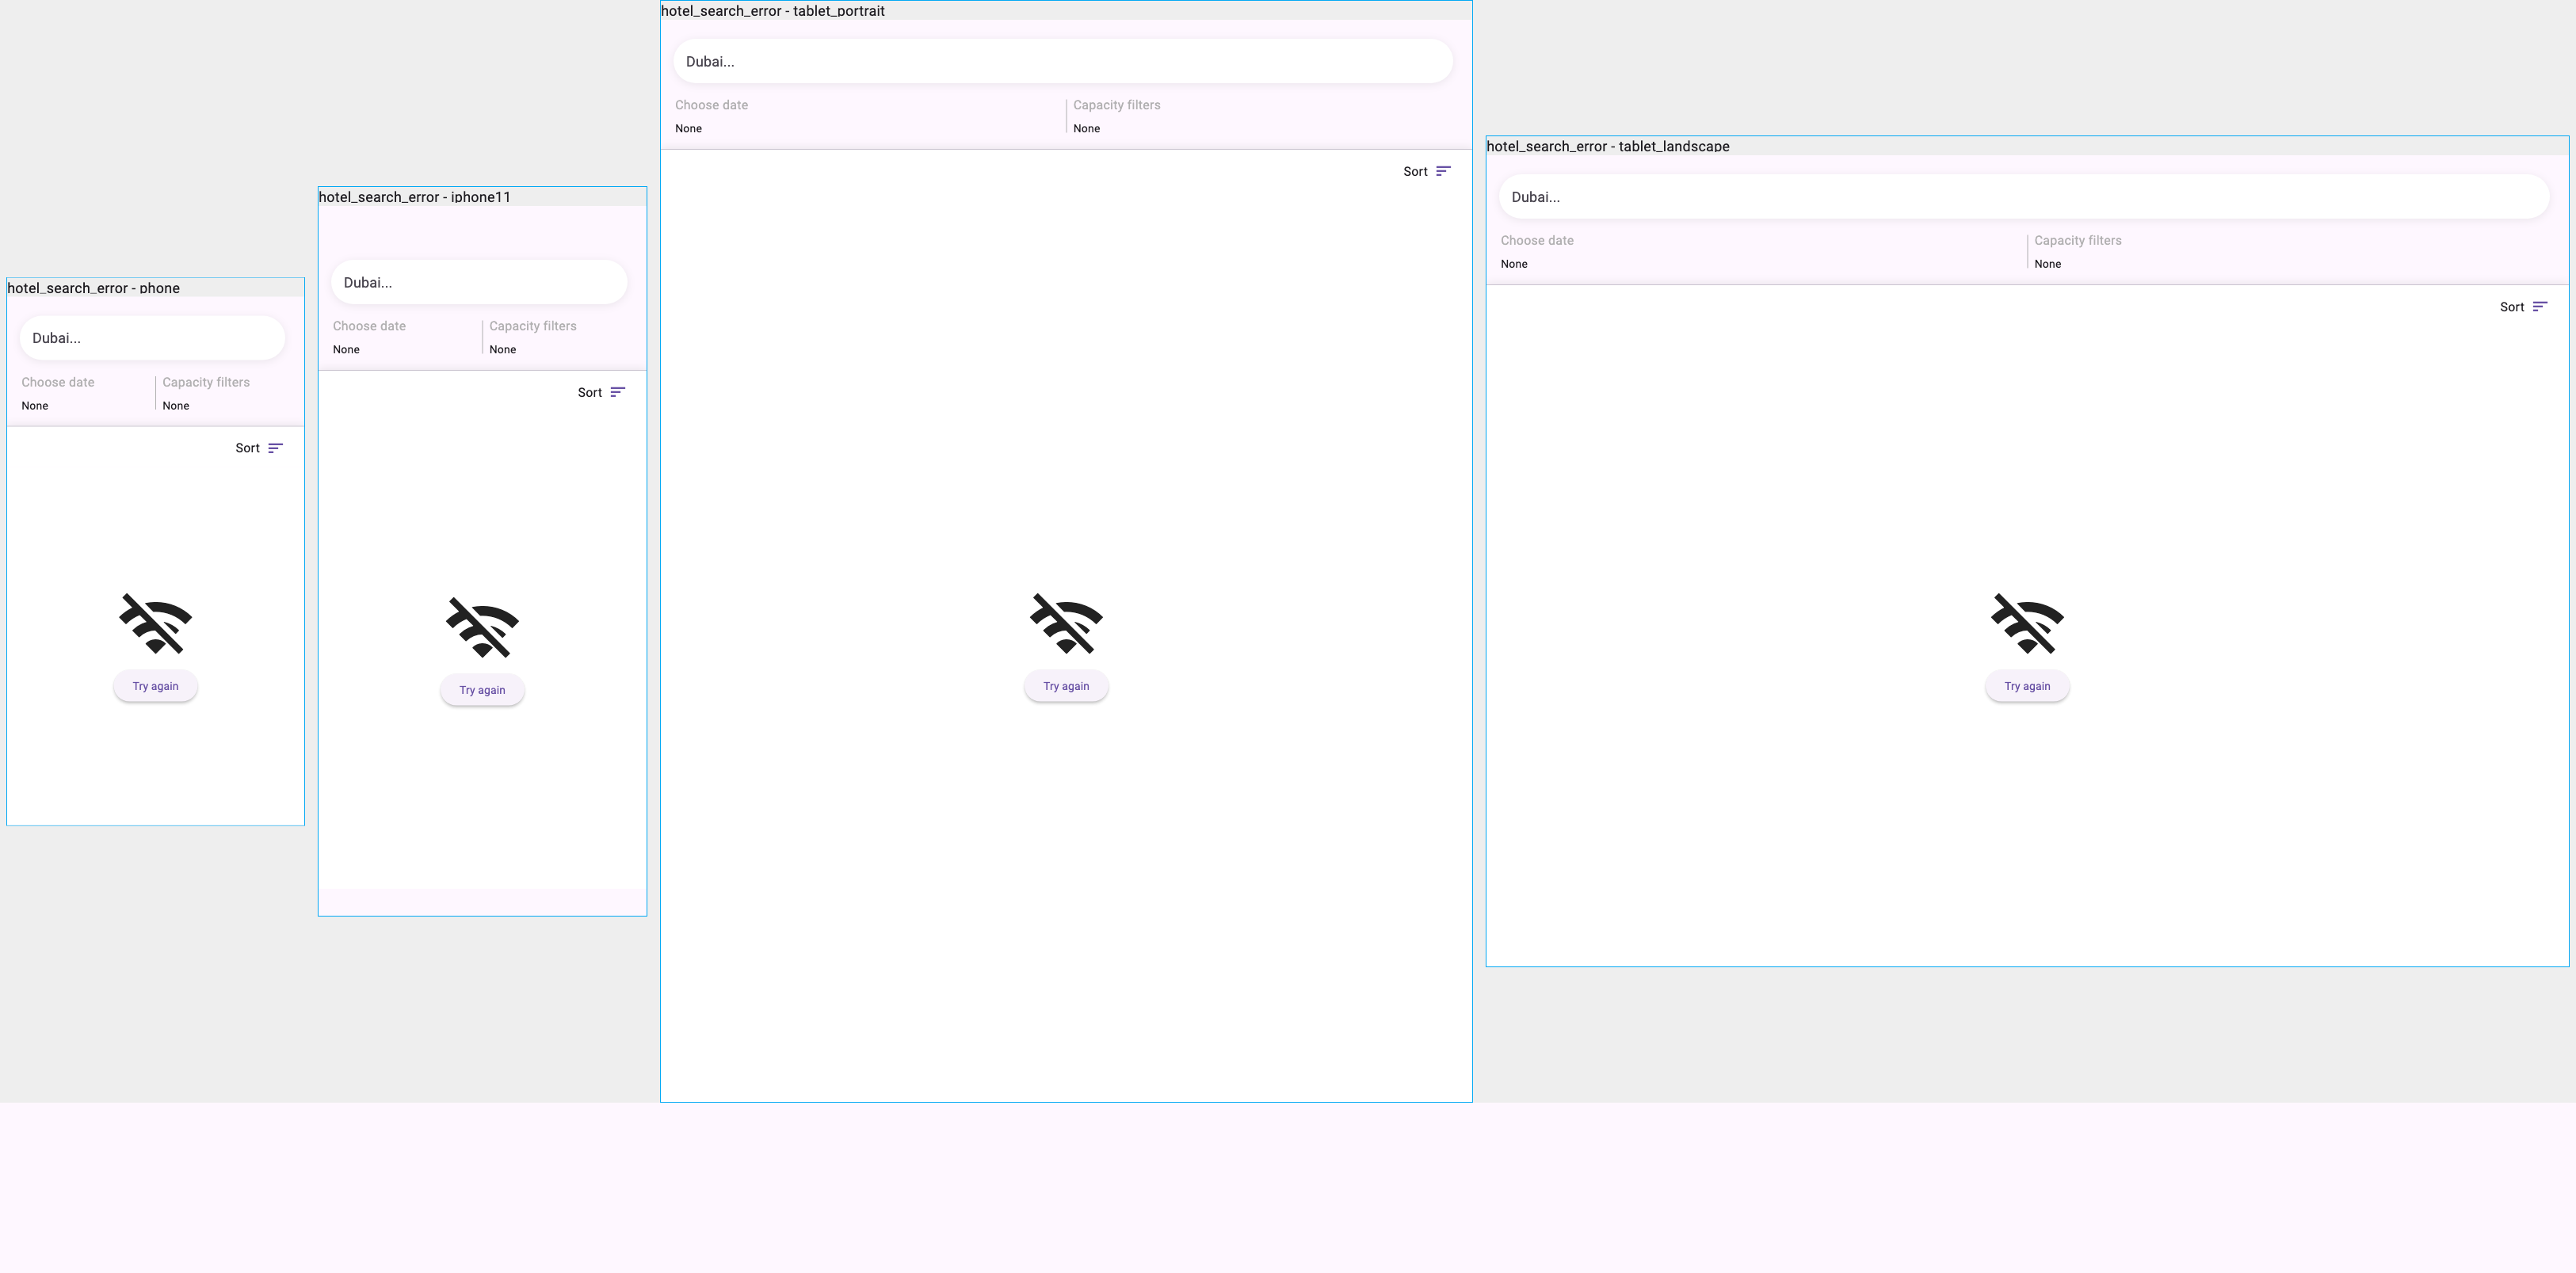 hotel_search_error - phone
Dubai...
Choose date
Capacity filters
None
None
Sort
Try again
hotel_search_error - iphone11
Dubai...
Choose date
Capacity filters
None
None
Sort
Try again
hotel_search_error - tablet_portrait
Dubai...
Choose date
Capacity filters
None
None
Sort
Try again
hotel_search_error - tablet_landscape
Dubai...
Choose date
Capacity filters
None
None
Sort
Try again